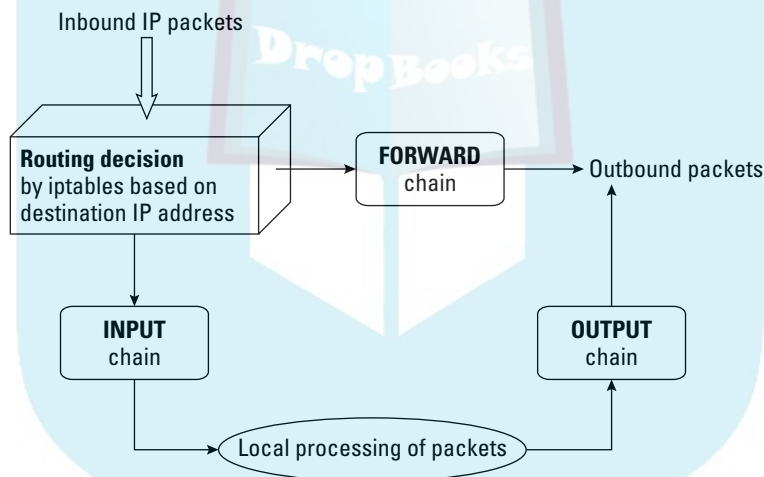 Inbound IP packets
DropBooks
Routing decision
by iptables based on
destination IP address
FORWARD
chain
Outbound packets
INPUT
chain
OUTPUT
chain
Local processing of packets